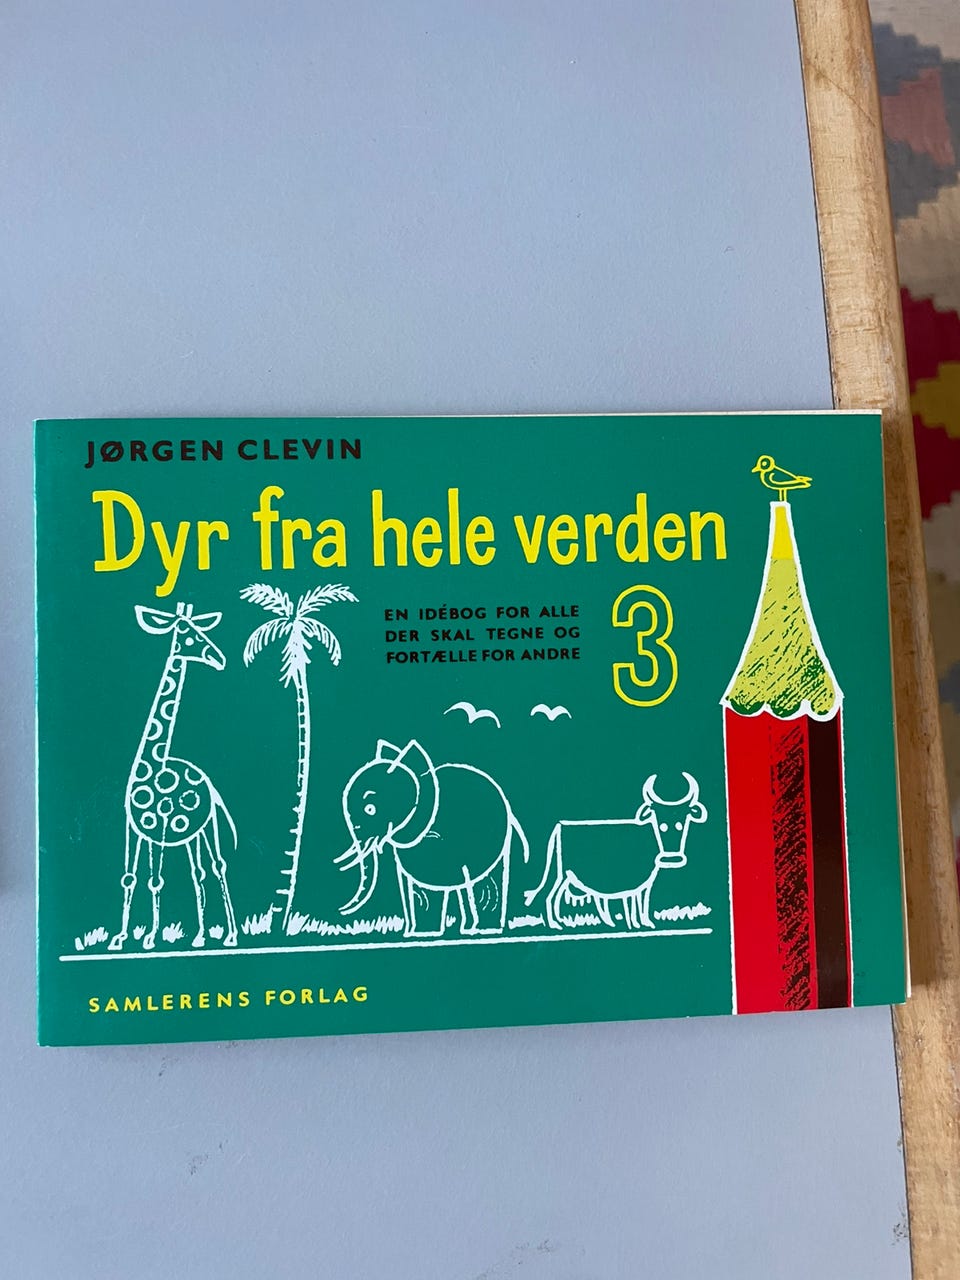 JØRGEN CLEVIN
Dyr fra hele verden
3
EN IDÉBOG FOR ALLE
DER SKAL TEGNE OG
FORTÆLLE FOR ANDRE
SAMLERENS FORLAG